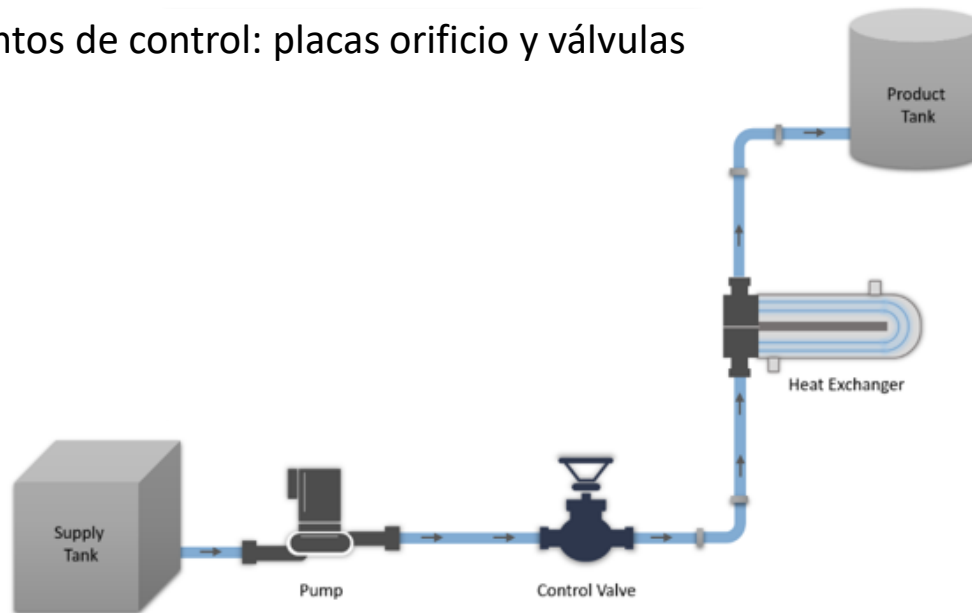 ntos de control: placas orificio y válvulas
Product
Tank
Heat Exchanger
Supply
Tank
Pump
Control Valve